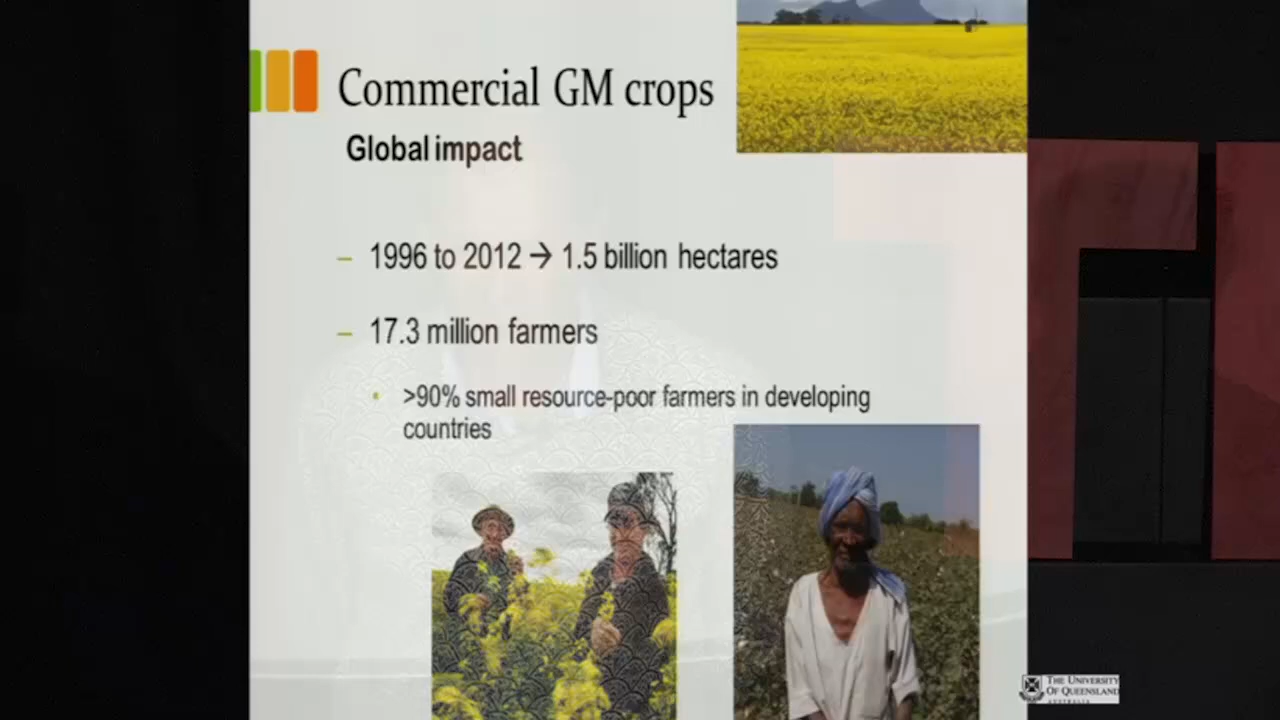 Commercial GM crops
Global impact
– 1996 to 2012 → 1.5 billion hectares
– 17.3 million farmers
• >90% small resource-poor farmers in developing
countries
THE UNIVERSITY
OF QUEENSLAND
AUSTRALIA